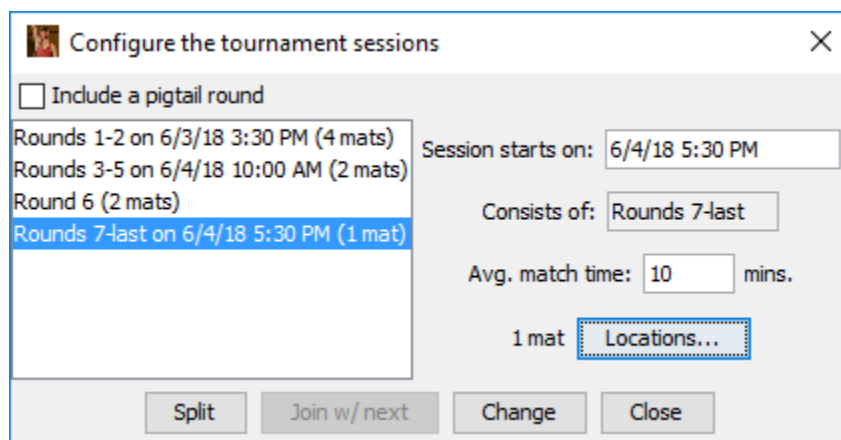 Configure the tournament sessions
Include a pigtail round
Rounds 1-2 on 6/3/18 3:30 PM (4 mats)
Rounds 3-5 on 6/4/18 10:00 AM (2 mats)
Round 6 (2 mats)
Rounds 7-last on 6/4/18 5:30 PM (1 mat)
Session starts on: 6/4/18 5:30 PM
Consists of: Rounds 7-last
Avg. match time: 10 mins.
1 mat Locations...
Split Join w/ next Change Close